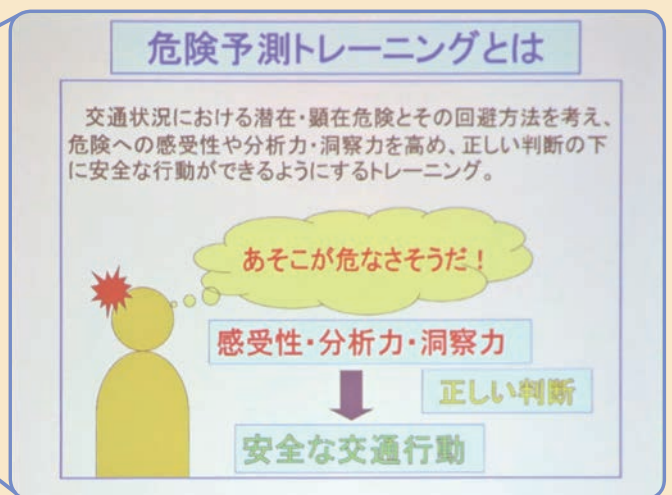 危険予測トレーニングとは
交通状況における潜在・顕在危険とその回避方法を考え、
危険への感受性や分析力・洞察力を高め、正しい判断の下
に安全な行動ができるようにするトレーニング。
あそこが危なさそうだ！
感受性・分析力・洞察力
正しい判断
安全な交通行動